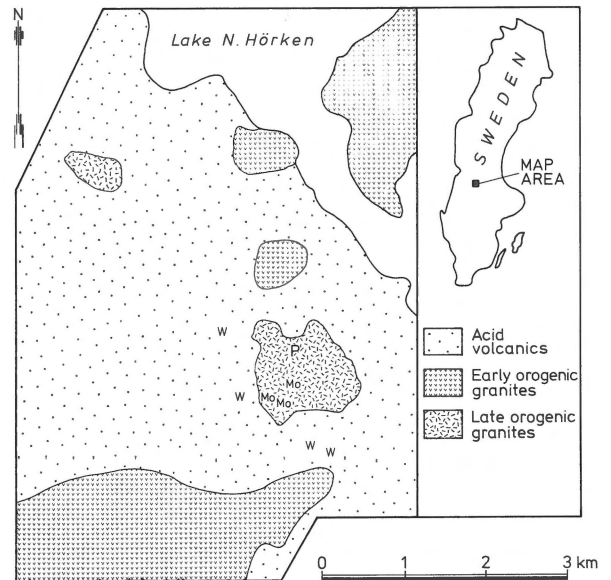 N
Lake N. Hörken
SWEDEN
MAP
AREA
W
P
Mo
W
Mo
Mo
W
W
Acid
volcanics
Early orogenic
granites
Late orogenic
granites
0 1 2 3 km